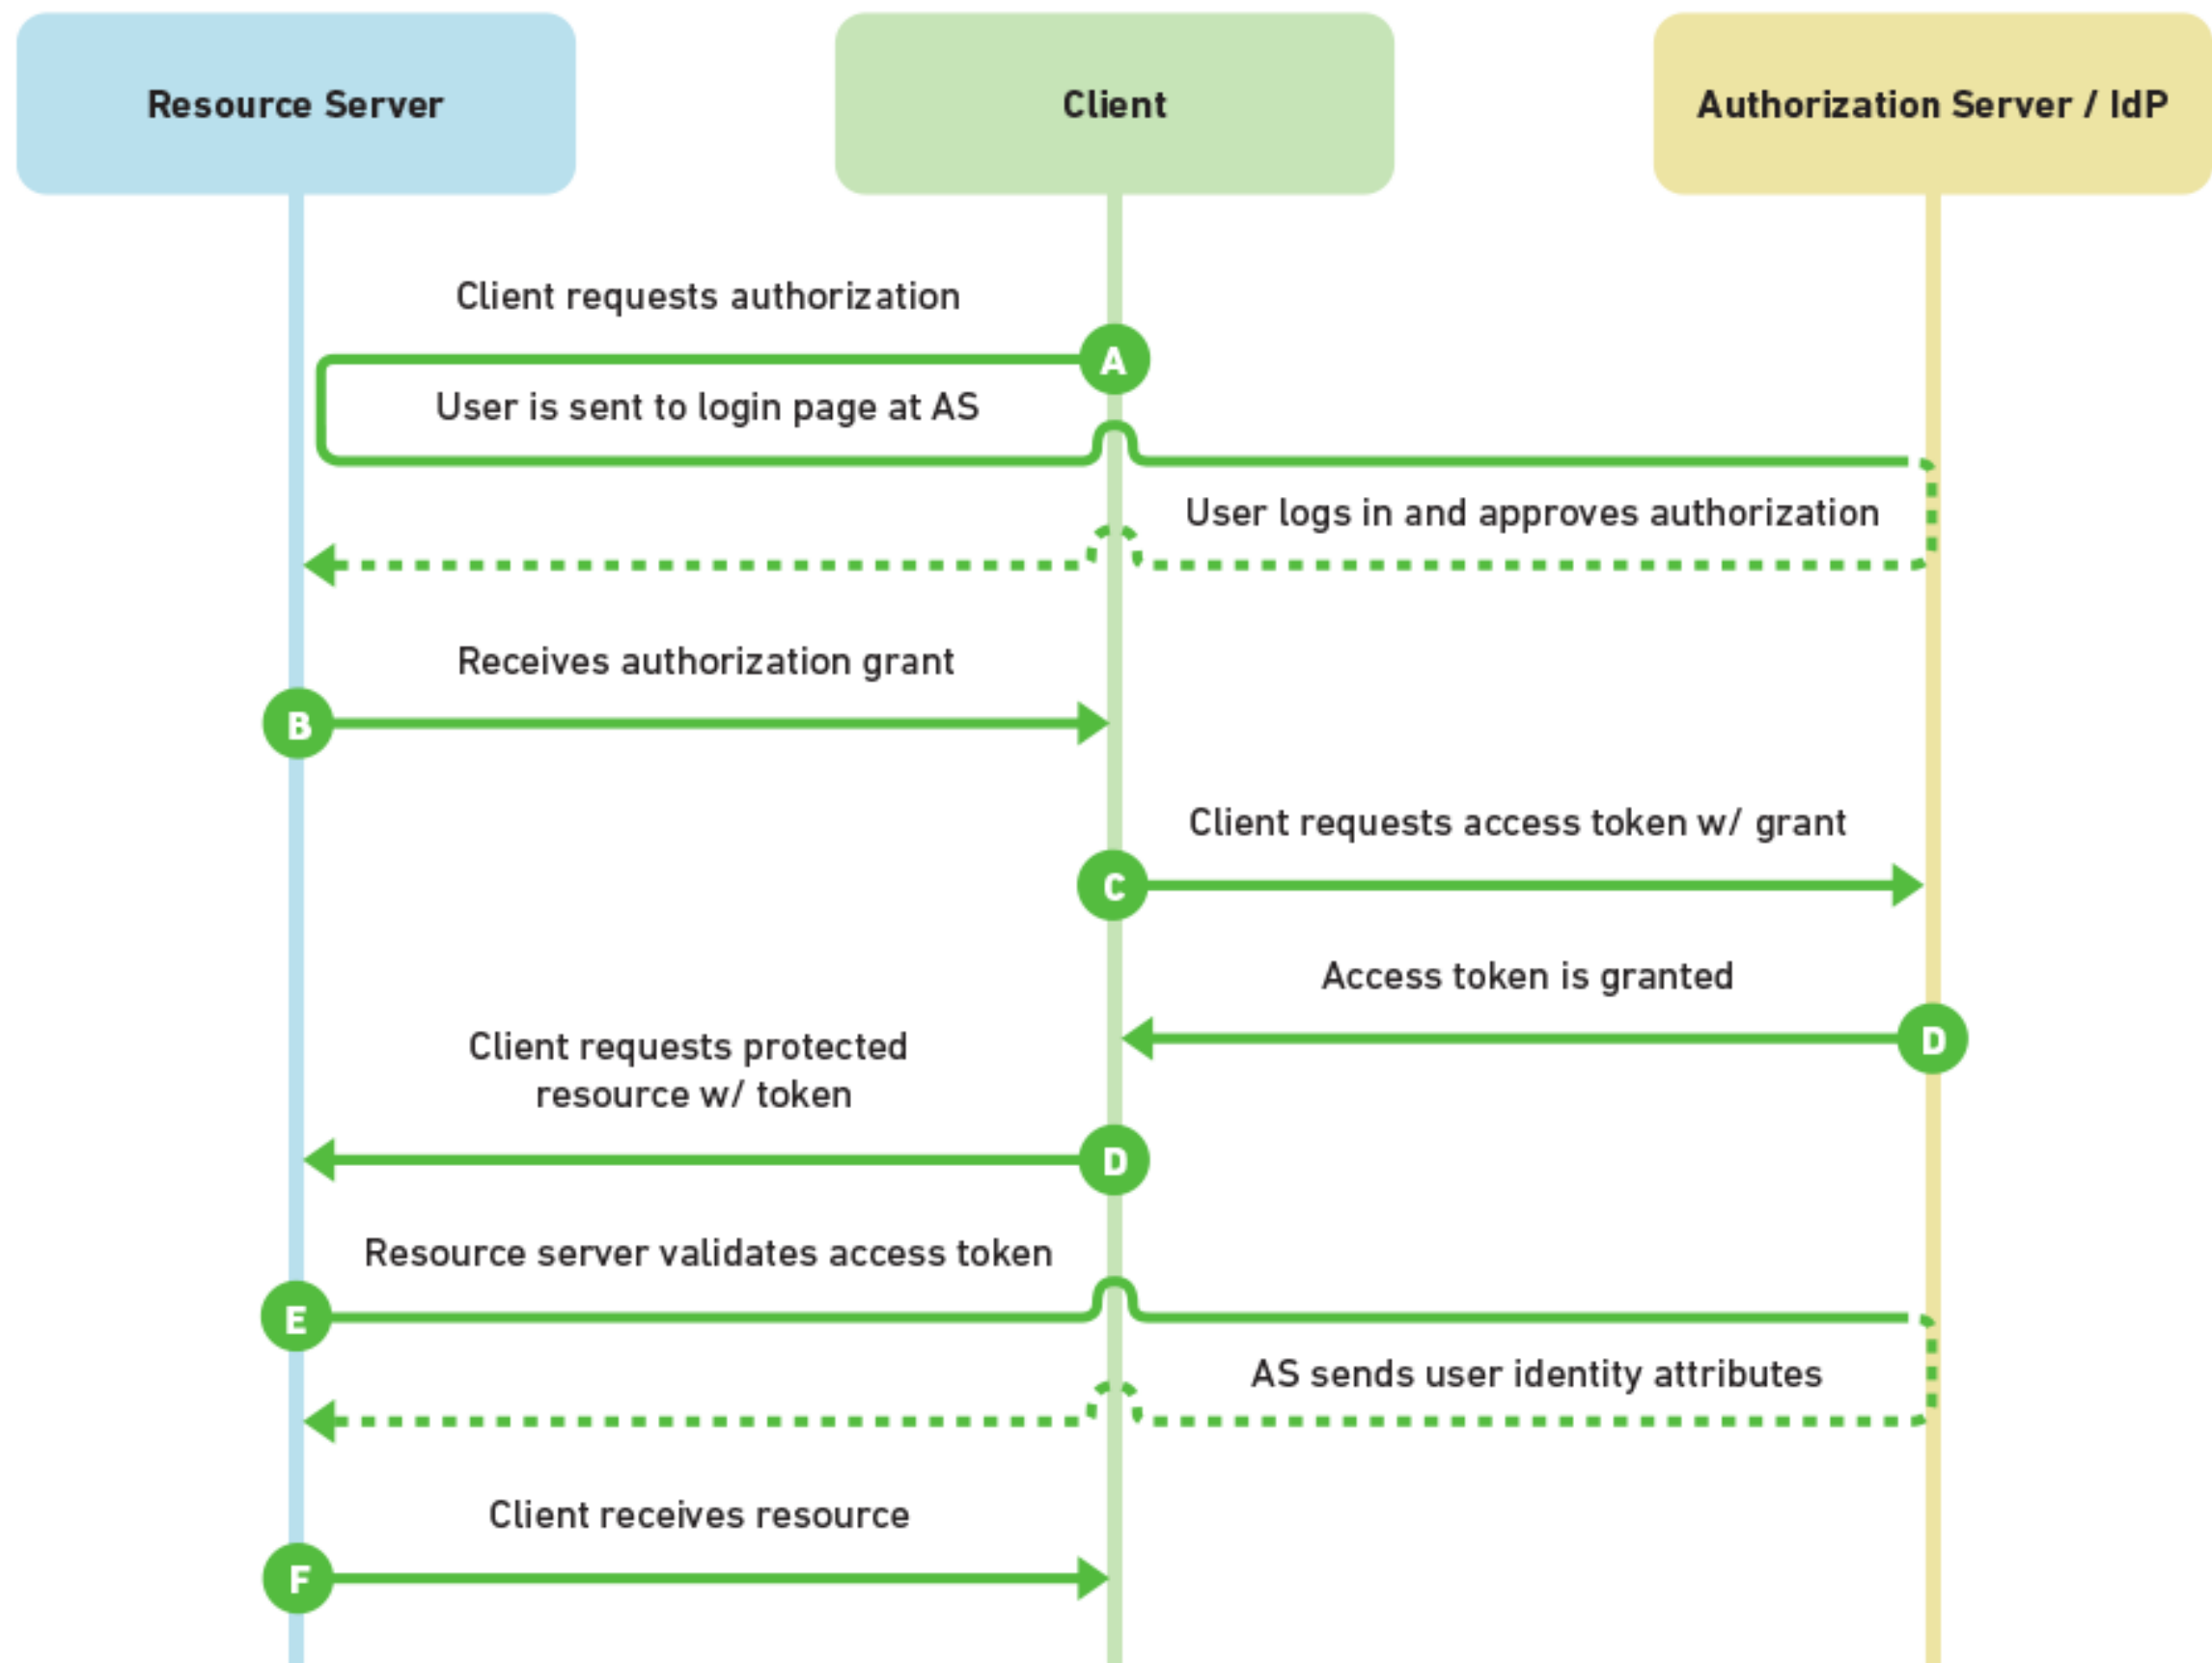 Resource Server
Client
Authorization Server / IdP
Client requests authorization
A
User is sent to login page at AS
User logs in and approves authorization
Receives authorization grant
B
Client requests access token w/ grant
C
Access token is granted
D
Client requests protected
resource w/ token
D
Resource server validates access token
E
AS sends user identity attributes
Client receives resource
F